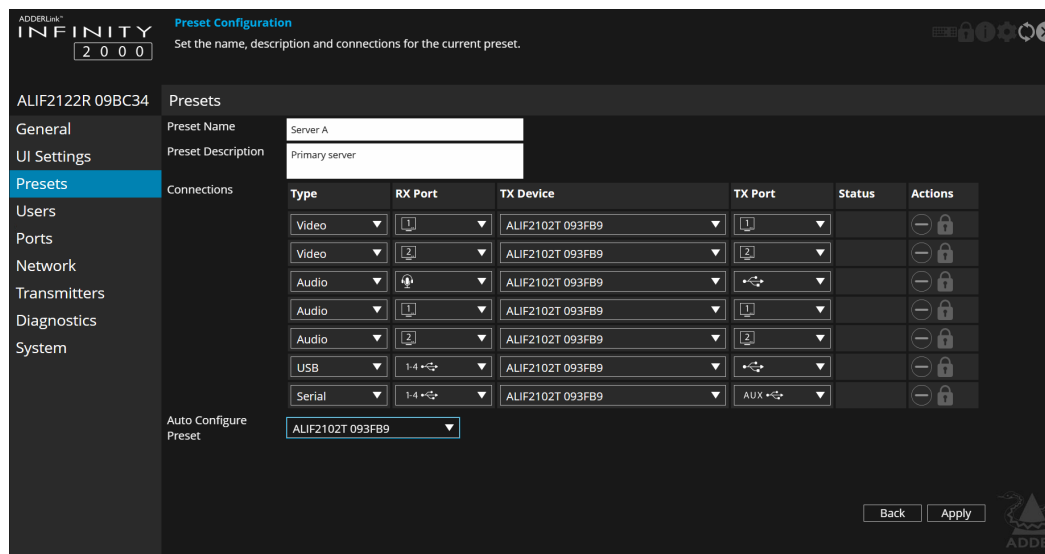 ADDERLink™
INFINITY
2000
Preset Configuration
Set the name, description and connections for the current preset.
ALIF2122R 09BC34
Presets
General
UI Settings
Presets
Users
Ports
Network
Transmitters
Diagnostics
System
Preset Name
Server A
Preset Description
Primary server
Connections
Type RX Port TX Device TX Port Status Actions
Video 1 ALIF2102T 093FB9 1
Video 2 ALIF2102T 093FB9 2
Audio ALIF2102T 093FB9
Audio 1 ALIF2102T 093FB9 1
Audio 2 ALIF2102T 093FB9 2
USB 1-4 ALIF2102T 093FB9
Serial 1-4 ALIF2102T 093FB9 AUX
Auto Configure
Preset
ALIF2102T 093FB9
Back Apply